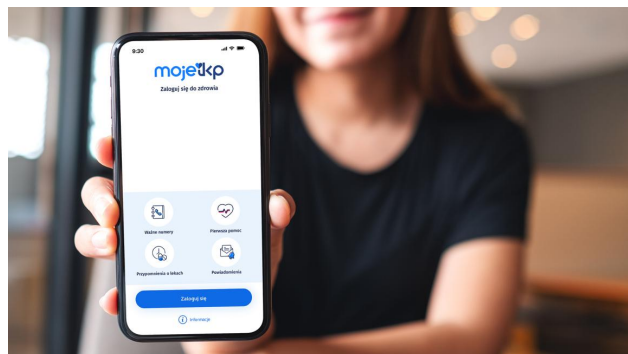 9:30
mojeikp
Zaloguj się do zdrowia
Ważne numery
Pierwsza pomoc
Przypomnienia o lekach
Powiadomienia
Zaloguj się
Informacje